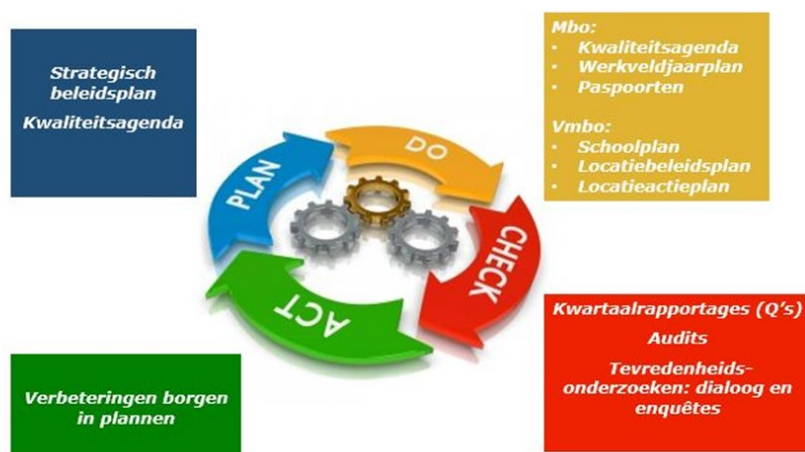 Strategisch
beleidsplan
Kwaliteitsagenda
Mbo:
• Kwaliteitsagenda
• Werkveldjaarplan
• Paspoorten
Vmbo:
• Schoolplan
• Locatiebeleidsplan
• Locatieactieplan
PLAN
DO
CHECK
ACT
Verbeteringen borgen
in plannen
Kwartaalrapportages (Q's)
Audits
Tevredenheids-
onderzoeken: dialoog en
enquêtes